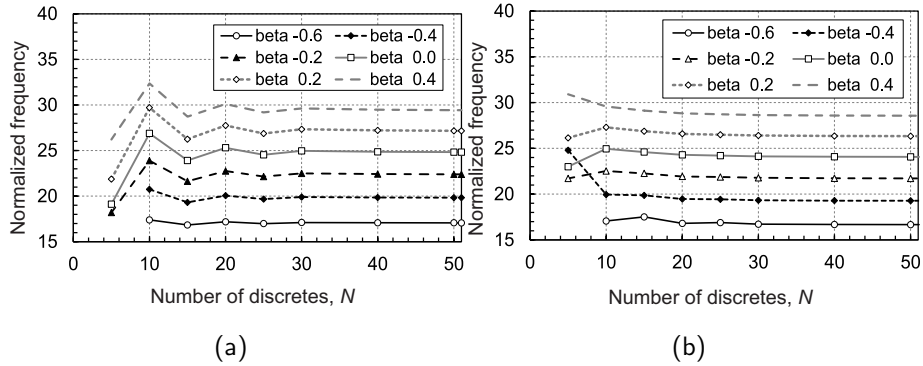 40
35
30
25
20
15
Normalized frequency
beta -0.6
beta -0.4
beta -0.2
beta 0.0
beta 0.2
beta 0.4
0 10 20 30 40 50
Number of discretes, N
(a)
40
35
30
25
20
15
Normalized frequency
beta -0.6
beta -0.4
beta -0.2
beta 0.0
beta 0.2
beta 0.4
0 10 20 30 40 50
Number of discretes, N
(b)